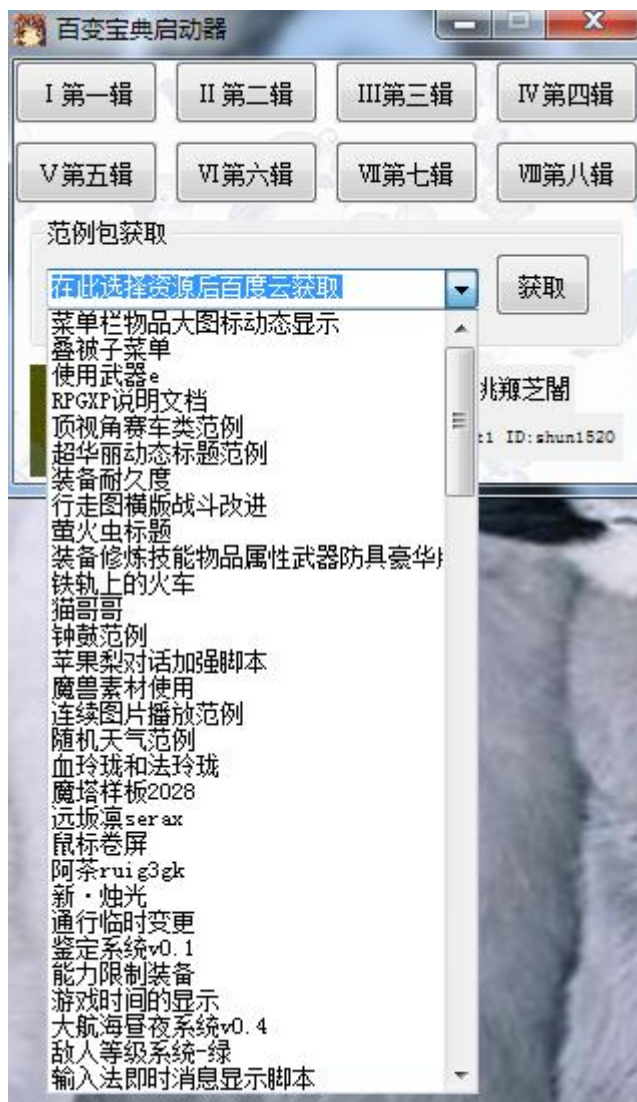 百变宝典启动器
I 第一辑
II 第二辑
III第三辑
IV第四辑
V第五辑
VI第六辑
VII第七辑
VIII第八辑
范例包获取
在此选择资源后百度云获取
获取
菜单栏物品大图标动态显示
叠被子菜单
使用武器e
RPGXP说明文档
顶视角赛车类范例
超华丽动态标题范例
装备耐久度
行走图横版战斗改进
萤火虫标题
装备修炼技能物品属性武器防具豪华
铁轨上的火车
猫哥哥
钟鼓范例
苹果梨对话加强脚本
魔兽素材使用
连续图片播放范例
随机天气范例
血玲珑和法玲珑
魔塔样板2028
远坂凛serax
鼠标卷屏
阿茶ruig3gk
新·烛光
通行临时变更
鉴定系统v0.1
能力限制装备
游戏时间的显示
大航海昼夜系统v0.4
敌人等级系统-绿
输入法即时消息显示脚本
芝閣
ID:shun1520